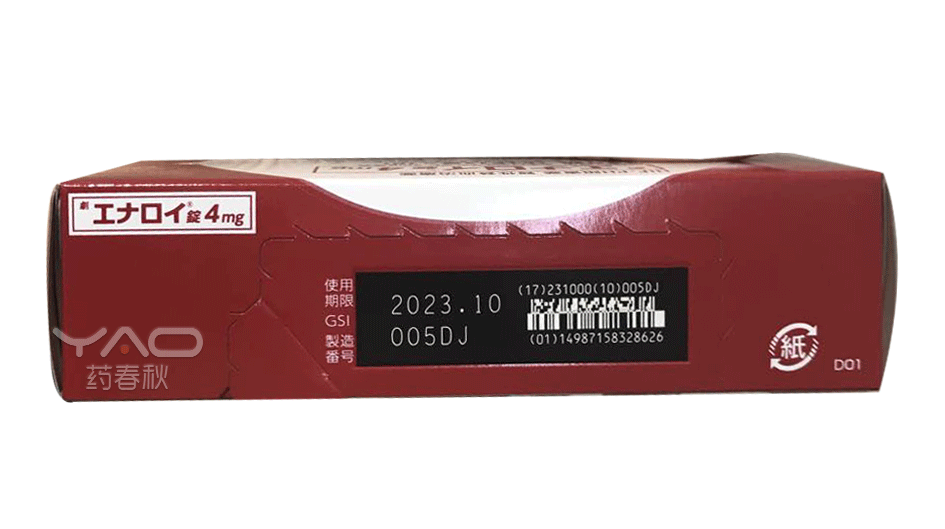 劇 エナロイ®錠4mg
使用
期限
GSI
製造
番号
2023.10
005DJ
(17)231000(10)005DJ
(01)14987158328626
紙
D01
YAO
药春秋